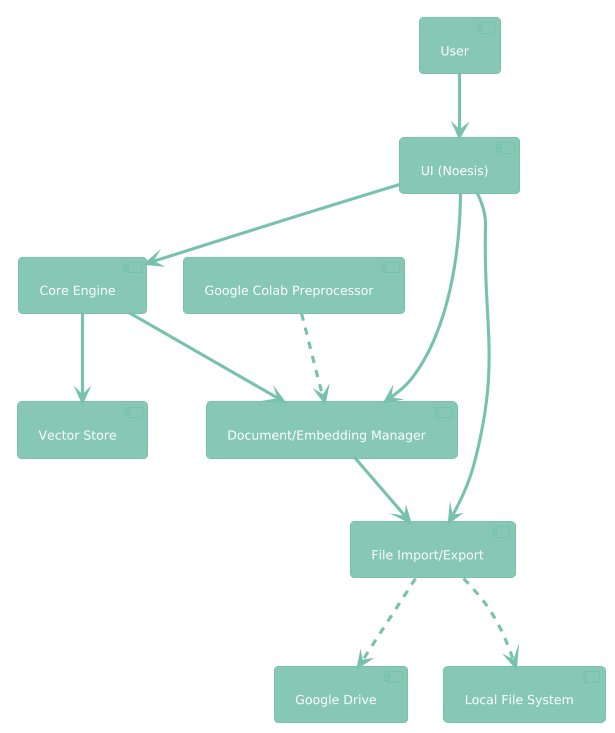 User
UI (Noesis)
Core Engine
Google Colab Preprocessor
Vector Store
Document/Embedding Manager
File Import/Export
Google Drive
Local File System